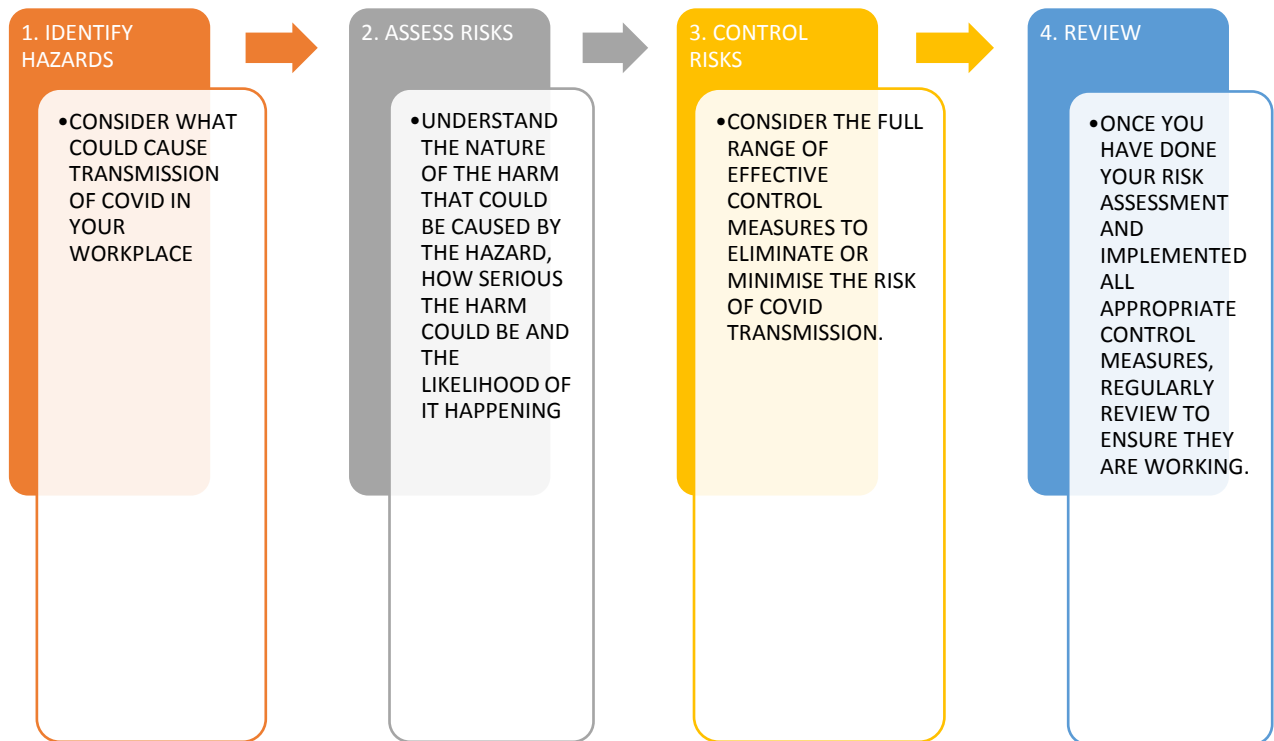 1. IDENTIFY
HAZARDS
•CONSIDER WHAT
COULD CAUSE
TRANSMISSION
OF COVID IN
YOUR
WORKPLACE
2. ASSESS RISKS
•UNDERSTAND
THE NATURE
OF THE HARM
THAT COULD
BE CAUSED BY
THE HAZARD,
HOW SERIOUS
THE HARM
COULD BE AND
THE
LIKELIHOOD OF
IT HAPPENING
3. CONTROL
RISKS
•CONSIDER THE FULL
RANGE OF
EFFECTIVE
CONTROL
MEASURES TO
ELIMINATE OR
MINIMISE THE RISK
OF COVID
TRANSMISSION.
4. REVIEW
•ONCE YOU
HAVE DONE
YOUR RISK
ASSESSMENT
AND
IMPLEMENTED
ALL
APPROPRIATE
CONTROL
MEASURES,
REGULARLY
REVIEW TO
ENSURE THEY
ARE WORKING.